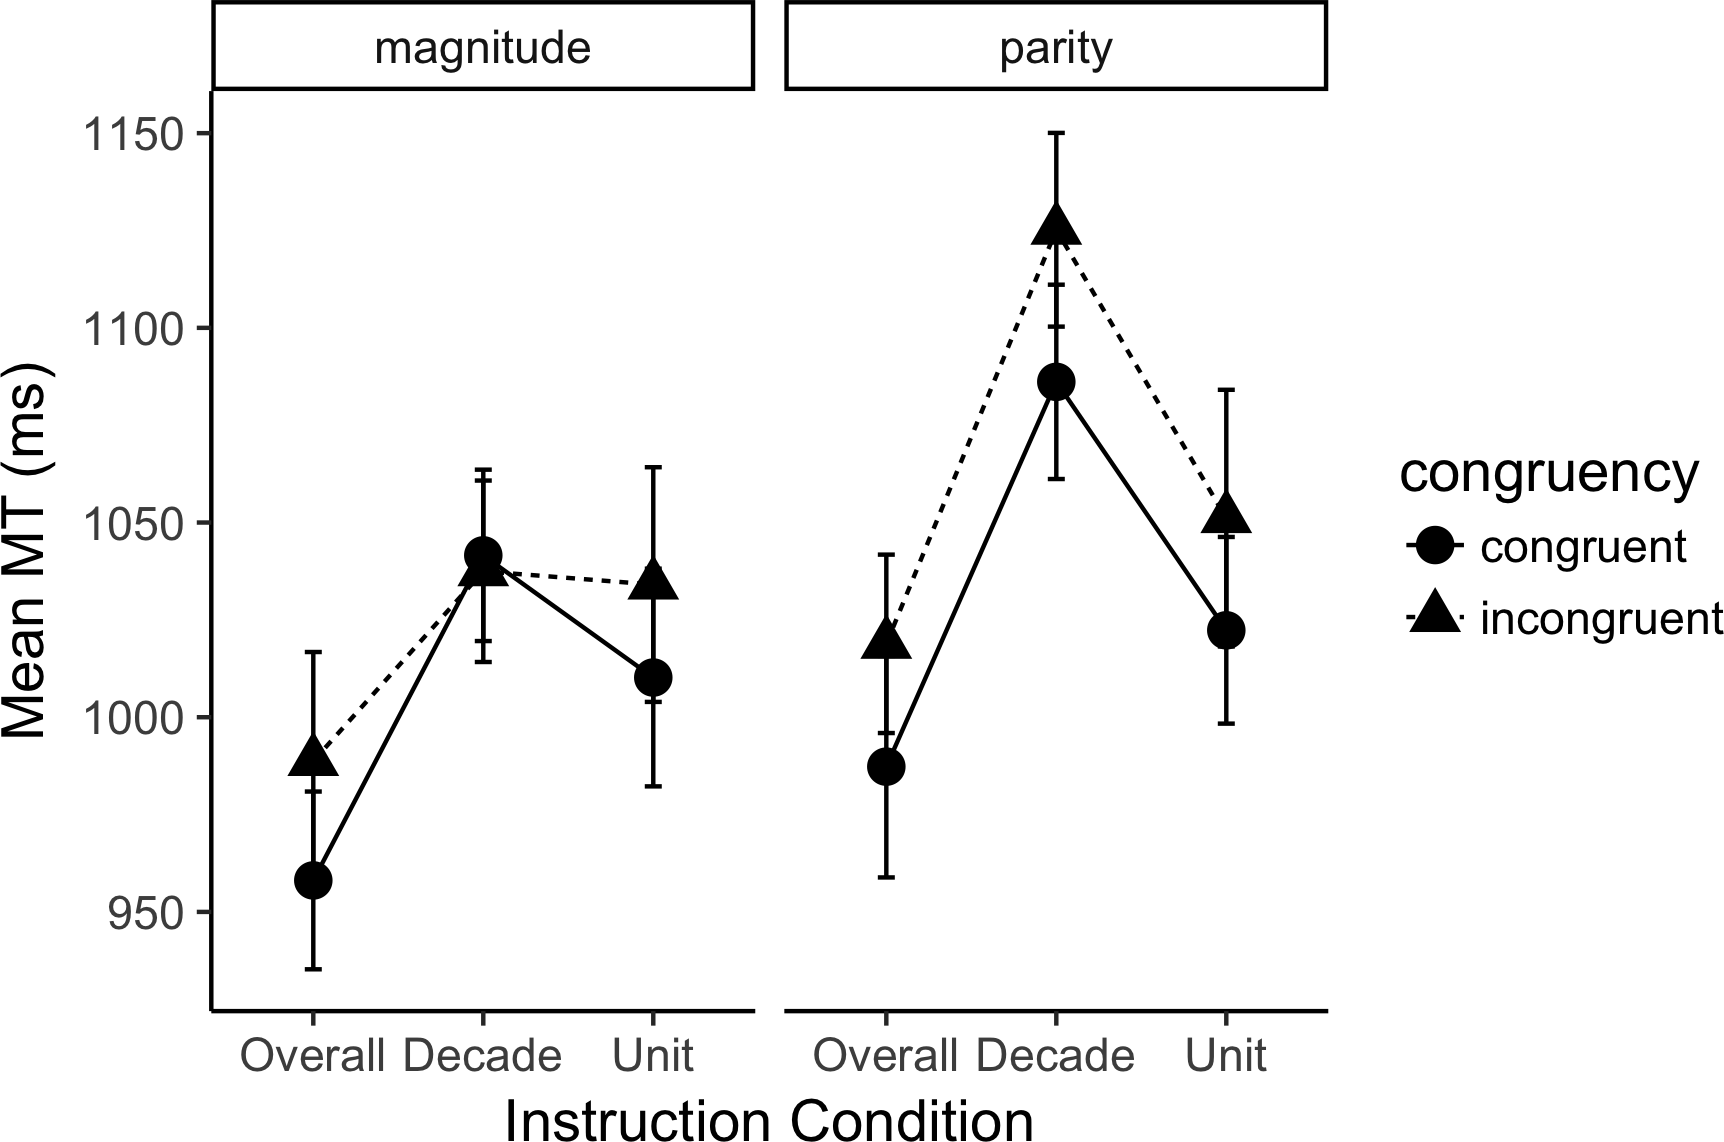 magnitude parity
1150
1100
1050
1000
950
Mean MT (ms)
Overall Decade Unit Overall Decade Unit
Instruction Condition
congruency
congruent
incongruent